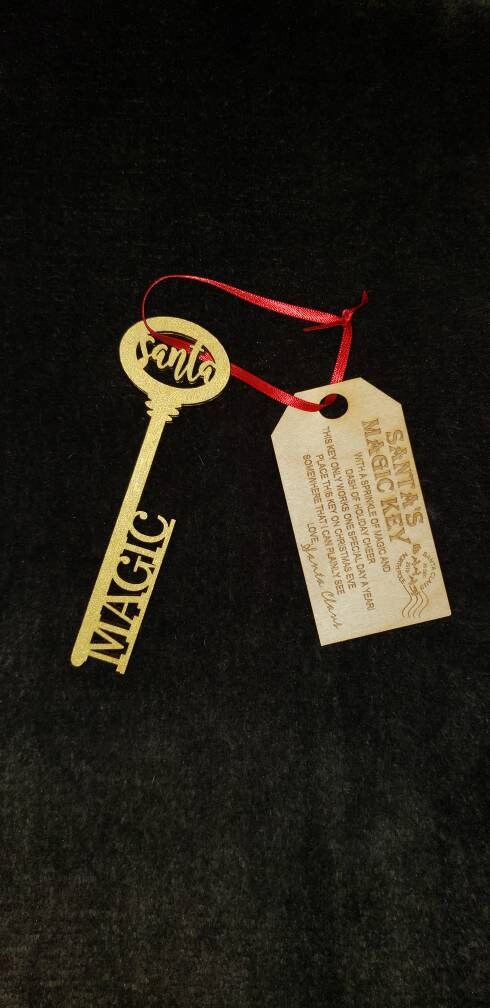 santa
MAGIC
SANTA'S
MAGIC KEY
WITH A SPRINKLE OF MAGIC AND
DASH OF HOLIDAY CHEER
THIS KEY ONLY WORKS ONE SPECIAL DAY A YEAR!
PLACE THIS KEY ON CHRISTMAS EVE
SOMEWHERE THAT I CAN PLAINLY SEE
LOVE,
Santa Claus